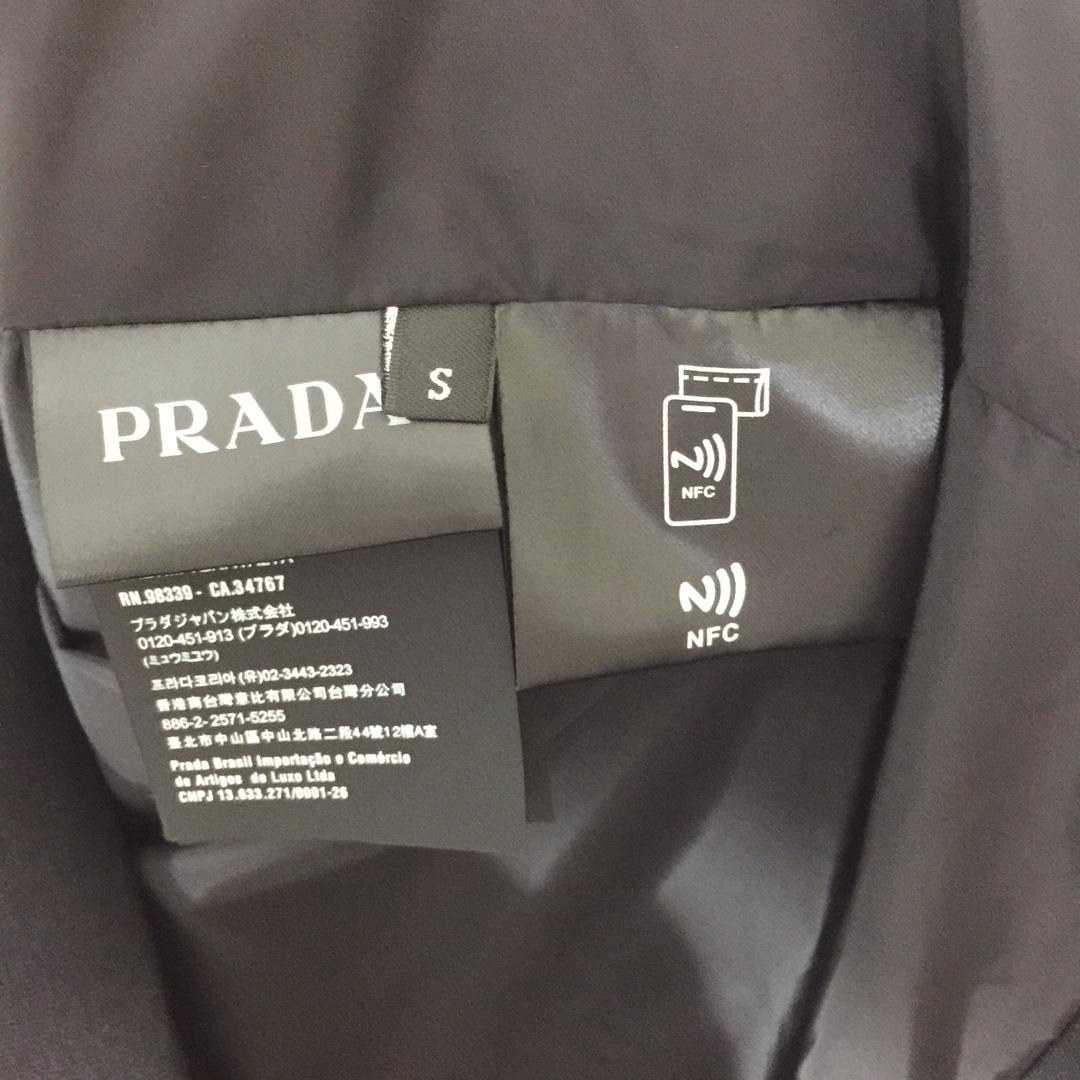 PRADA
S
RN.98339 - CA.34767
プラダジャパン株式会社
0120-451-913 (プラダ)0120-451-993
(ミュウミュウ)
프라다코리아(유)02-3443-2323
香港商台灣意比有限公司台灣分公司
886-2-2571-5255
臺北市中山區中山北路二段44號12樓A室
Prada Brasil Importação e Comércio
de Artigos de Luxo Ltda
CNPJ 13.633.271/0001-26
N
NFC
N
NFC